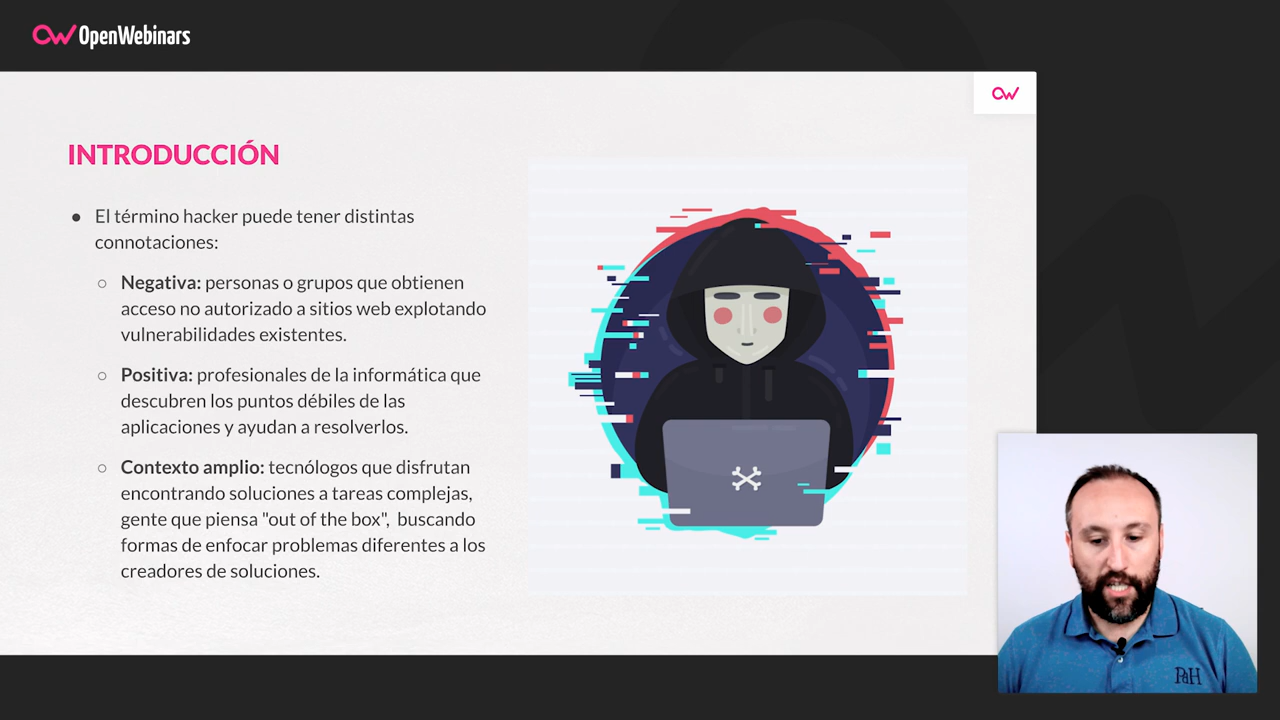 OpenWebinars
INTRODUCCIÓN
● El término hacker puede tener distintas
connotaciones:
○ Negativa: personas o grupos que obtienen
acceso no autorizado a sitios web explotando
vulnerabilidades existentes.
○ Positiva: profesionales de la informática que
descubren los puntos débiles de las
aplicaciones y ayudan a resolverlos.
○ Contexto amplio: tecnólogos que disfrutan
encontrando soluciones a tareas complejas,
gente que piensa "out of the box", buscando
formas de enfocar problemas diferentes a los
creadores de soluciones.